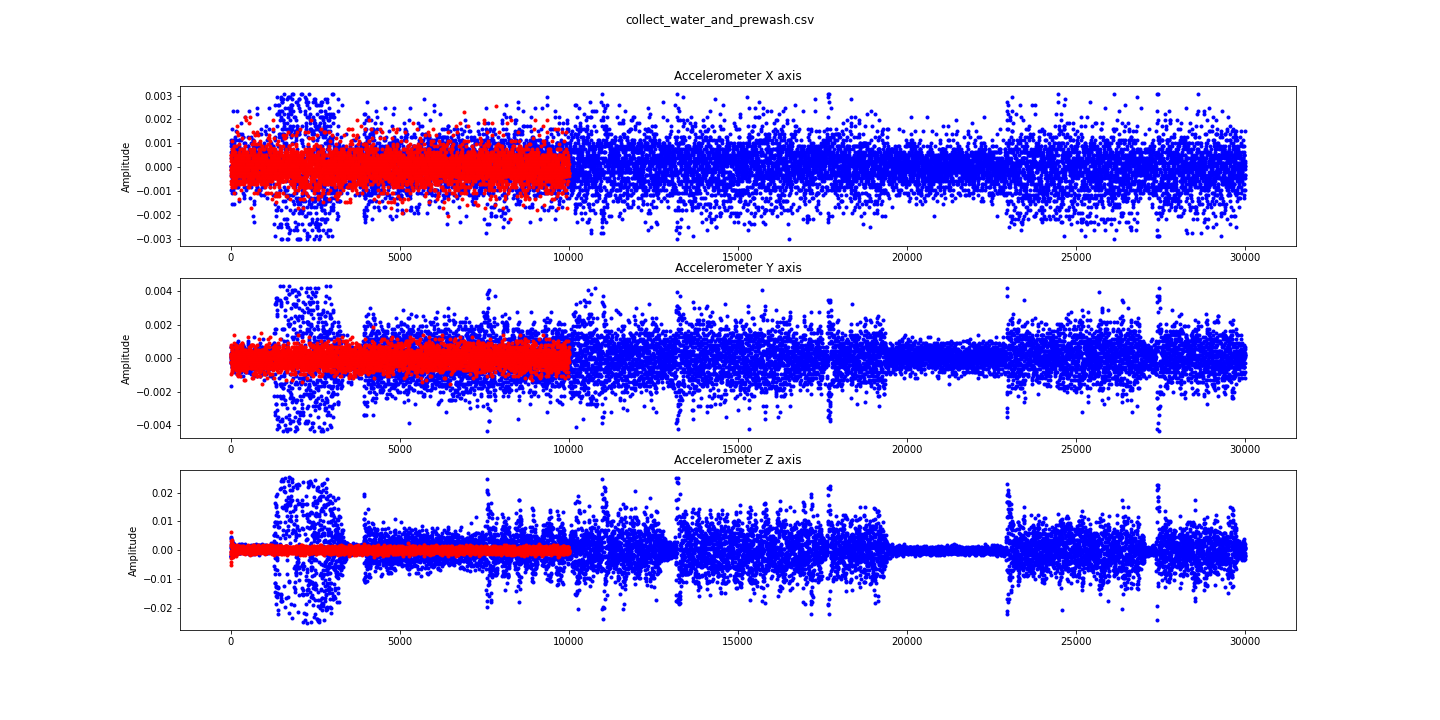 collect_water_and_prewash.csv
Accelerometer X axis
Amplitude
0.003
0.002
0.001
0.000
−0.001
−0.002
−0.003
0 5000 10000 15000 20000 25000 30000
Accelerometer Y axis
Amplitude
0.004
0.002
0.000
−0.002
−0.004
0 5000 10000 15000 20000 25000 30000
Accelerometer Z axis
Amplitude
0.02
0.01
0.00
−0.01
−0.02
0 5000 10000 15000 20000 25000 30000